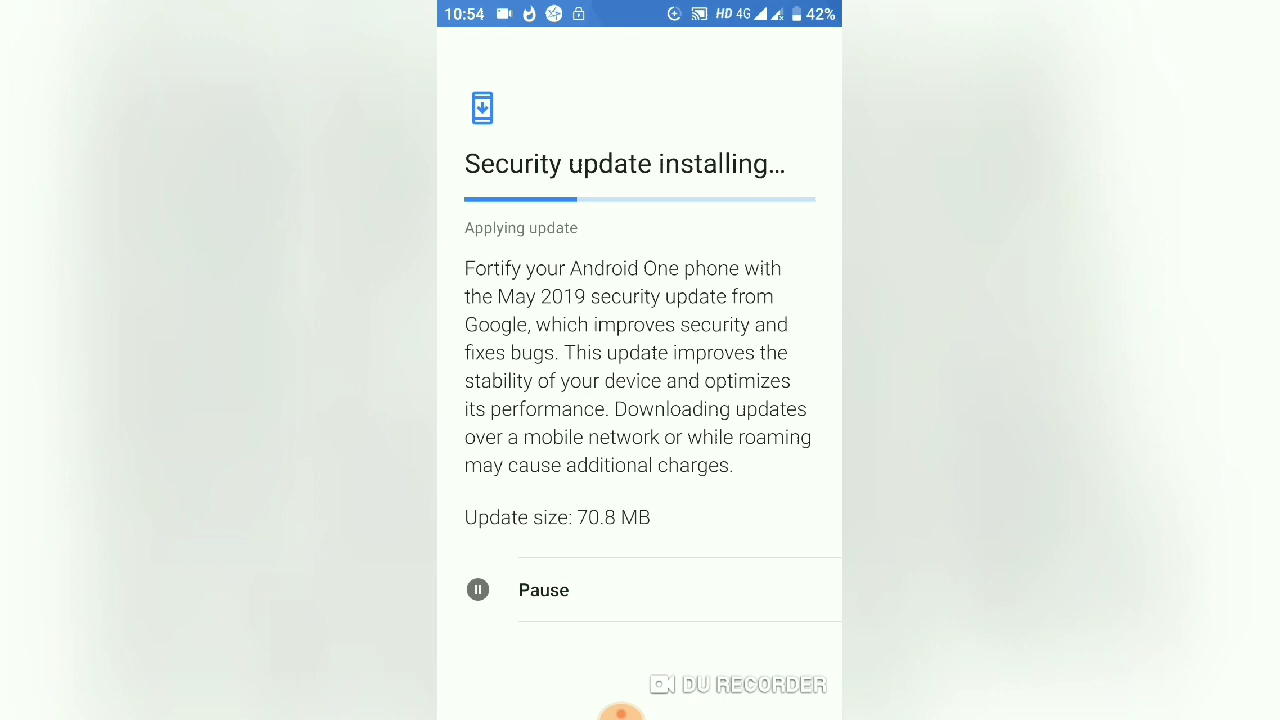 10:54 HD 4G 42%
Security update installing...
Applying update
Fortify your Android One phone with
the May 2019 security update from
Google, which improves security and
fixes bugs. This update improves the
stability of your device and optimizes
its performance. Downloading updates
over a mobile network or while roaming
may cause additional charges.
Update size: 70.8 MB
Pause
DU RECORDER